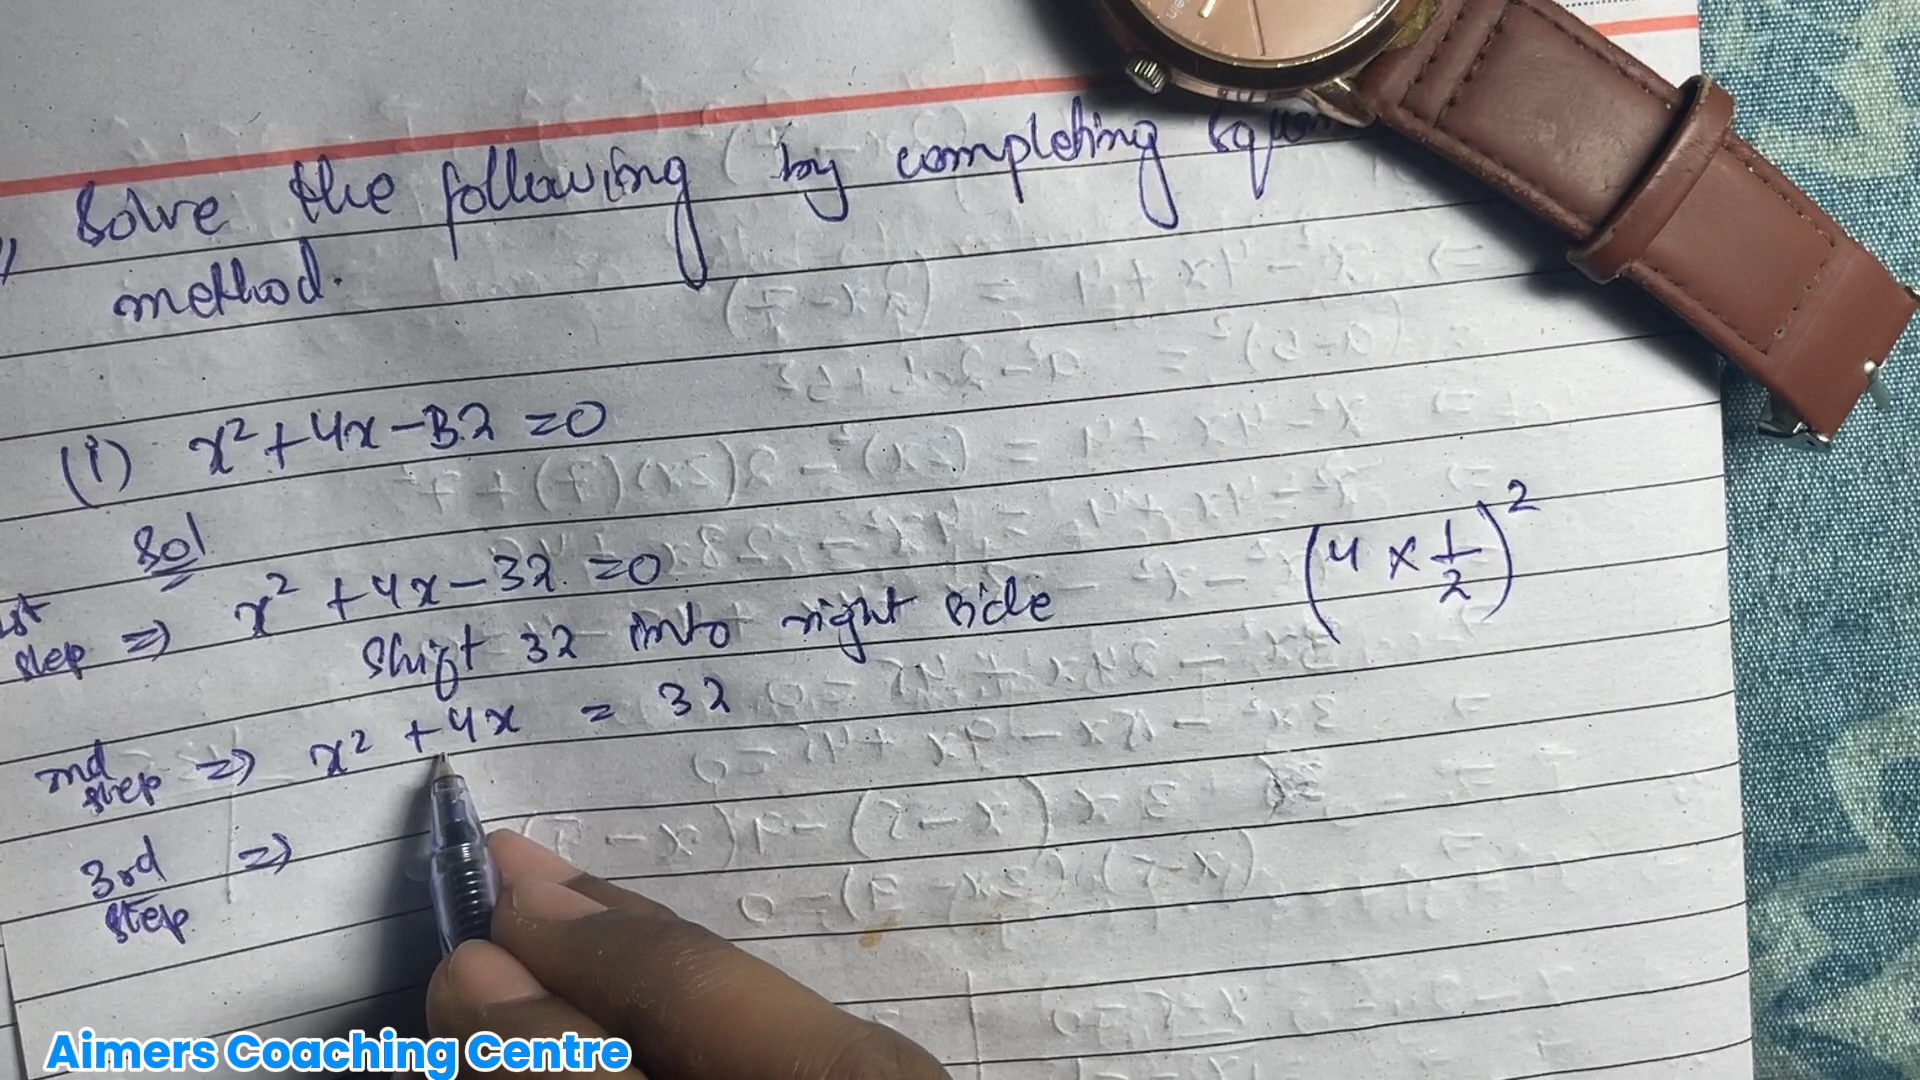 Solve the following by completing
method.
(i) x² + 4x - 32 = 0
Sol
1st step ⇒ x² + 4x - 32 = 0
Shift 32 into right side
(4 × 1/2)²
2nd step ⇒ x² + 4x = 32
3rd step ⇒
Aimers Coaching Centre